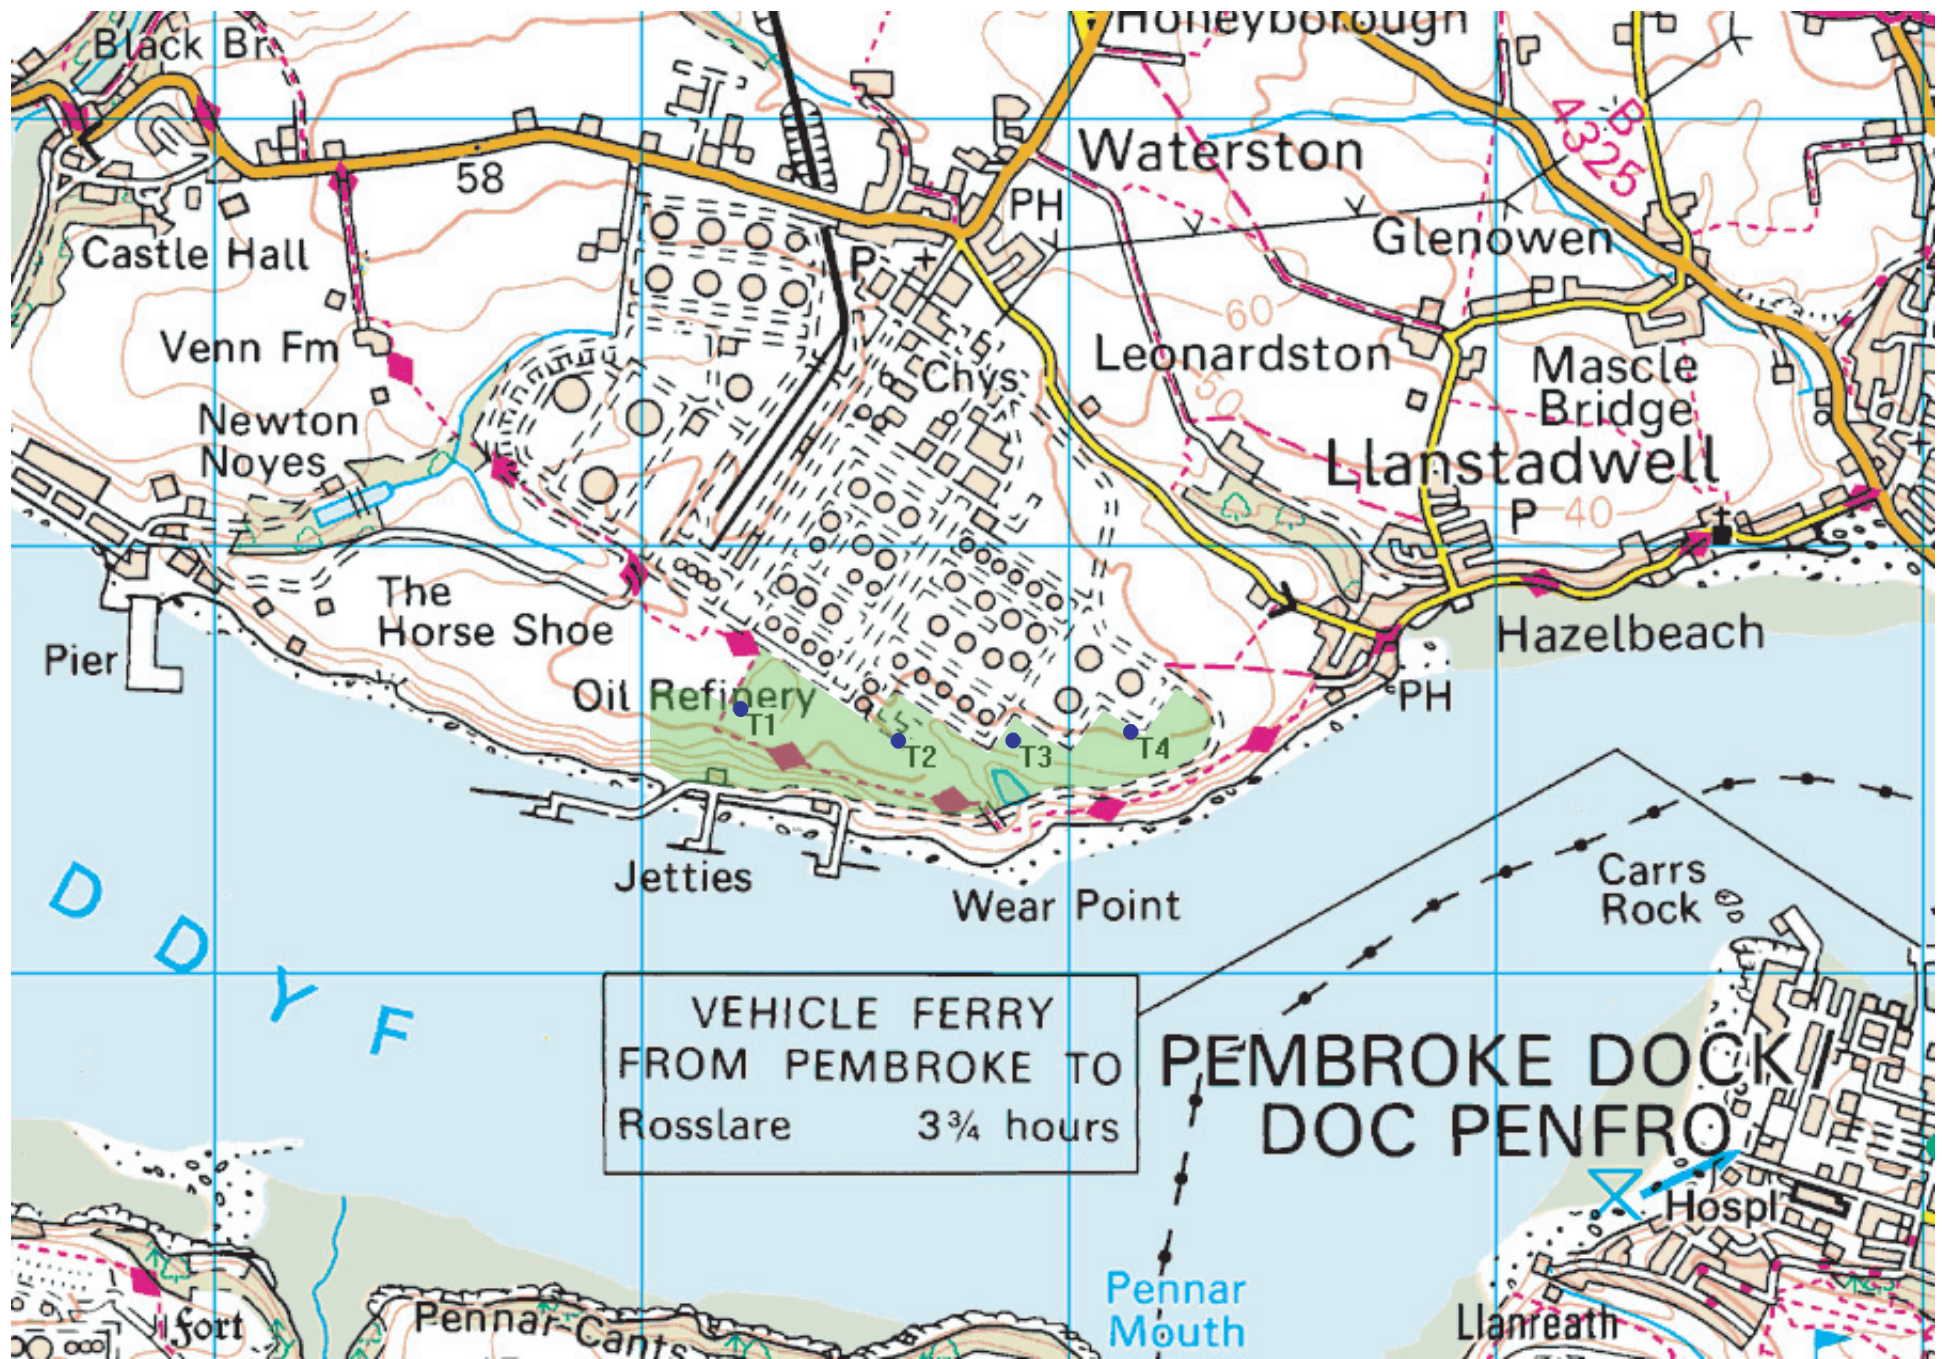 Honeyborough
Black Br
Waterston
B
4325
58
PH
Glenowen
Castle Hall
P
60
Venn Fm
Leonardston
Mascle
Bridge
Chys
50
Newton
Noyes
Llanstadwell
P
40
The
Horse Shoe
Hazelbeach
Pier
Oil Refinery
PH
T1
T2
T3
T4
Jetties
Wear Point
Carrs
Rock
D
D
Y
F
VEHICLE FERRY
FROM PEMBROKE TO
Rosslare 3¾ hours
PEMBROKE DOCK
DOC PENFRO
Hospl
Pennar
Mouth
fort
Pennar Cants
Llanreath